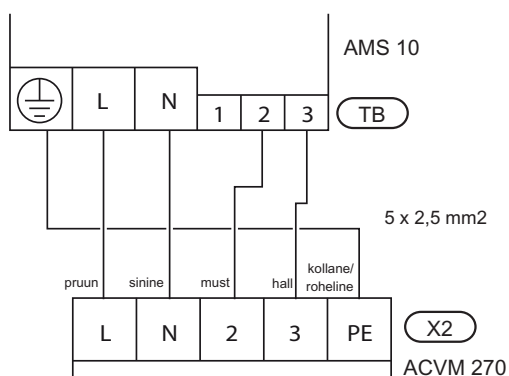 AMS 10
L N 1 2 3 TB
5 x 2,5 mm2
pruun sinine must hall kollane/
roheline
L N 2 3 PE X2
ACVM 270